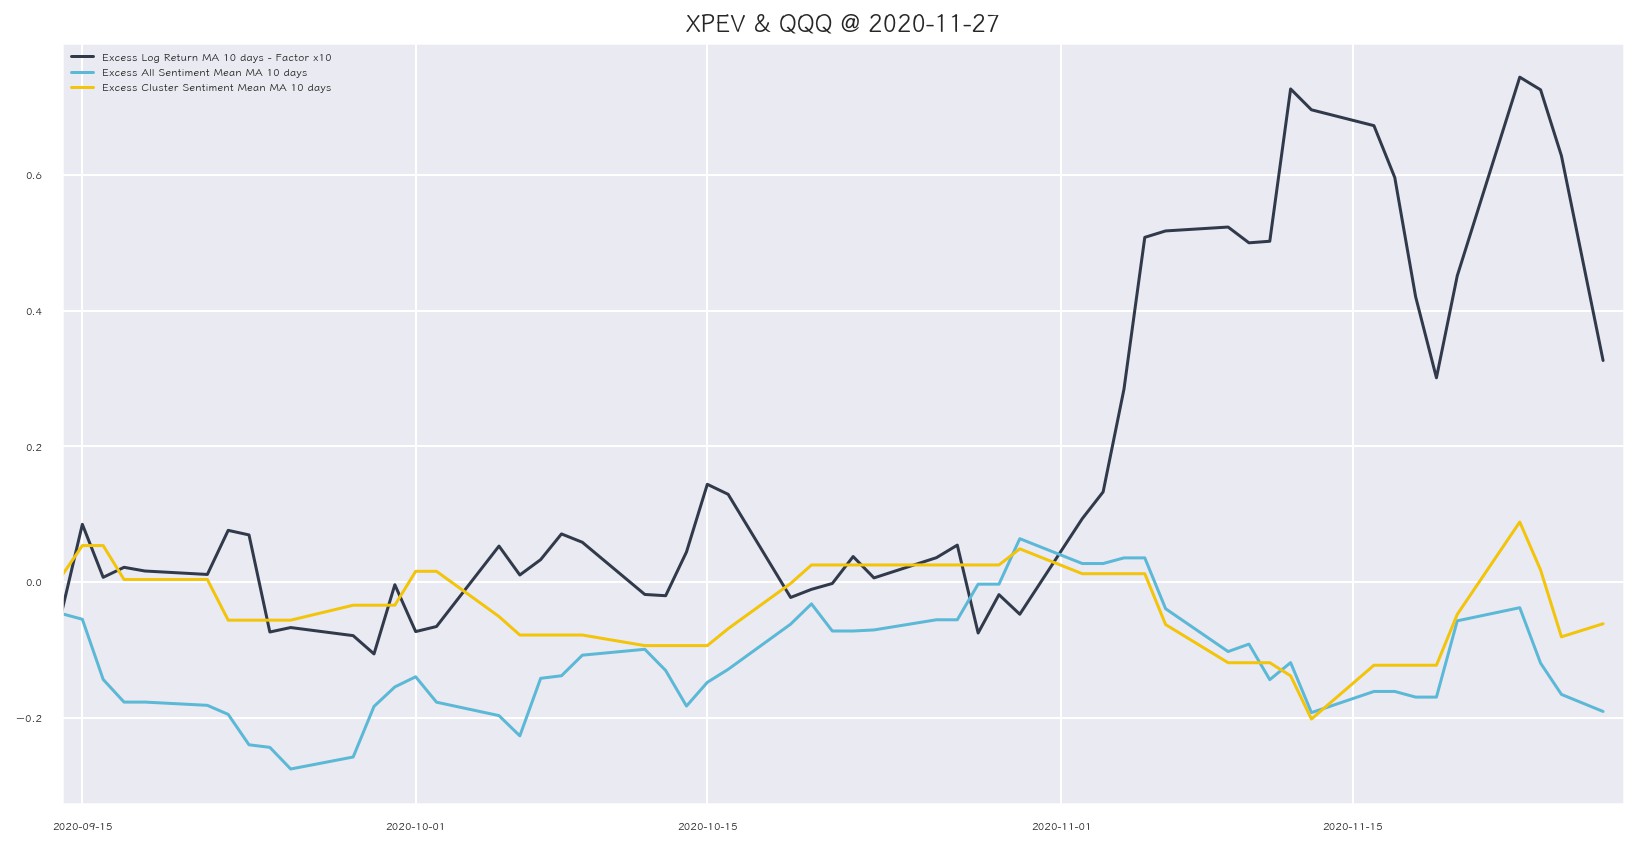 XPEV & QQQ @ 2020-11-27
Excess Log Return MA 10 days - Factor x10
Excess All Sentiment Mean MA 10 days
Excess Cluster Sentiment Mean MA 10 days
0.6
0.4
0.2
0.0
−0.2
2020-09-15
2020-10-01
2020-10-15
2020-11-01
2020-11-15